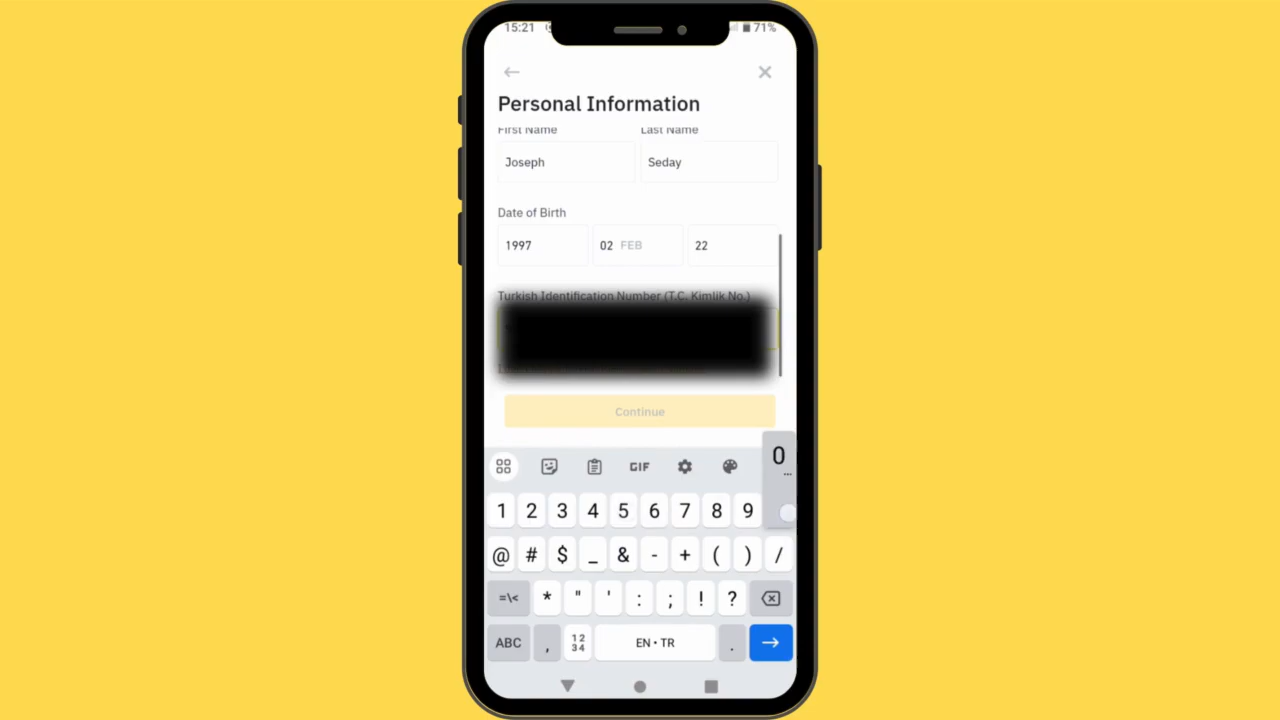 15:21 71%
Personal Information
First Name Last Name
Joseph Seday
Date of Birth
1997 02 FEB 22
Turkish Identification Number (T.C. Kimlik No.)
Continue
GIF
0
...
1 2 3 4 5 6 7 8 9
@ # $ _ & - + ( ) /
=\< * " ' : ; ! ?
ABC , 12 34 EN • TR .